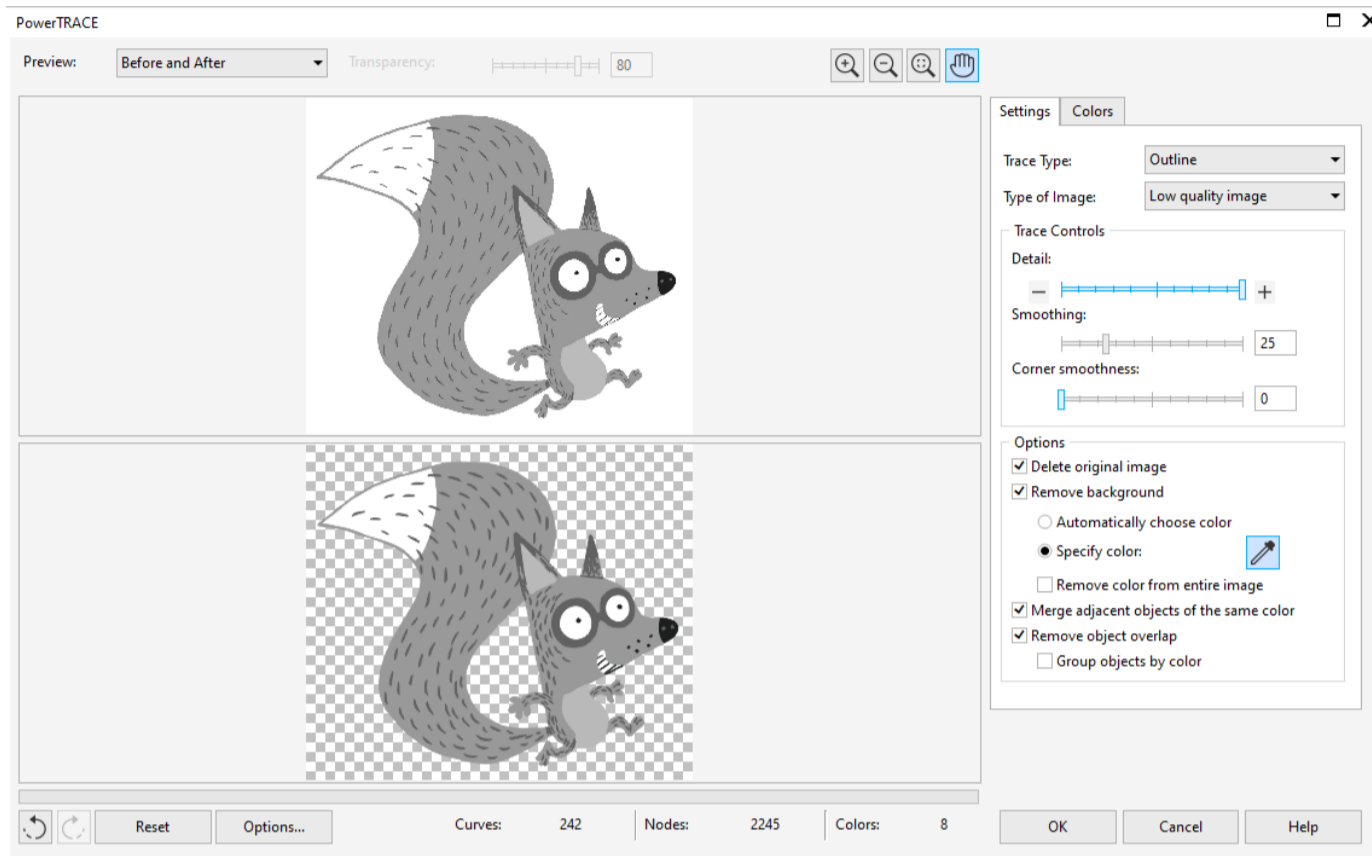 PowerTRACE
Preview: Before and After Transparency: 80
Settings Colors
Trace Type: Outline
Type of Image: Low quality image
Trace Controls
Detail:
Smoothing:
25
Corner smoothness:
0
Options
Delete original image
Remove background
Automatically choose color
Specify color:
Remove color from entire image
Merge adjacent objects of the same color
Remove object overlap
Group objects by color
Reset Options... Curves: 242 Nodes: 2245 Colors: 8 OK Cancel Help